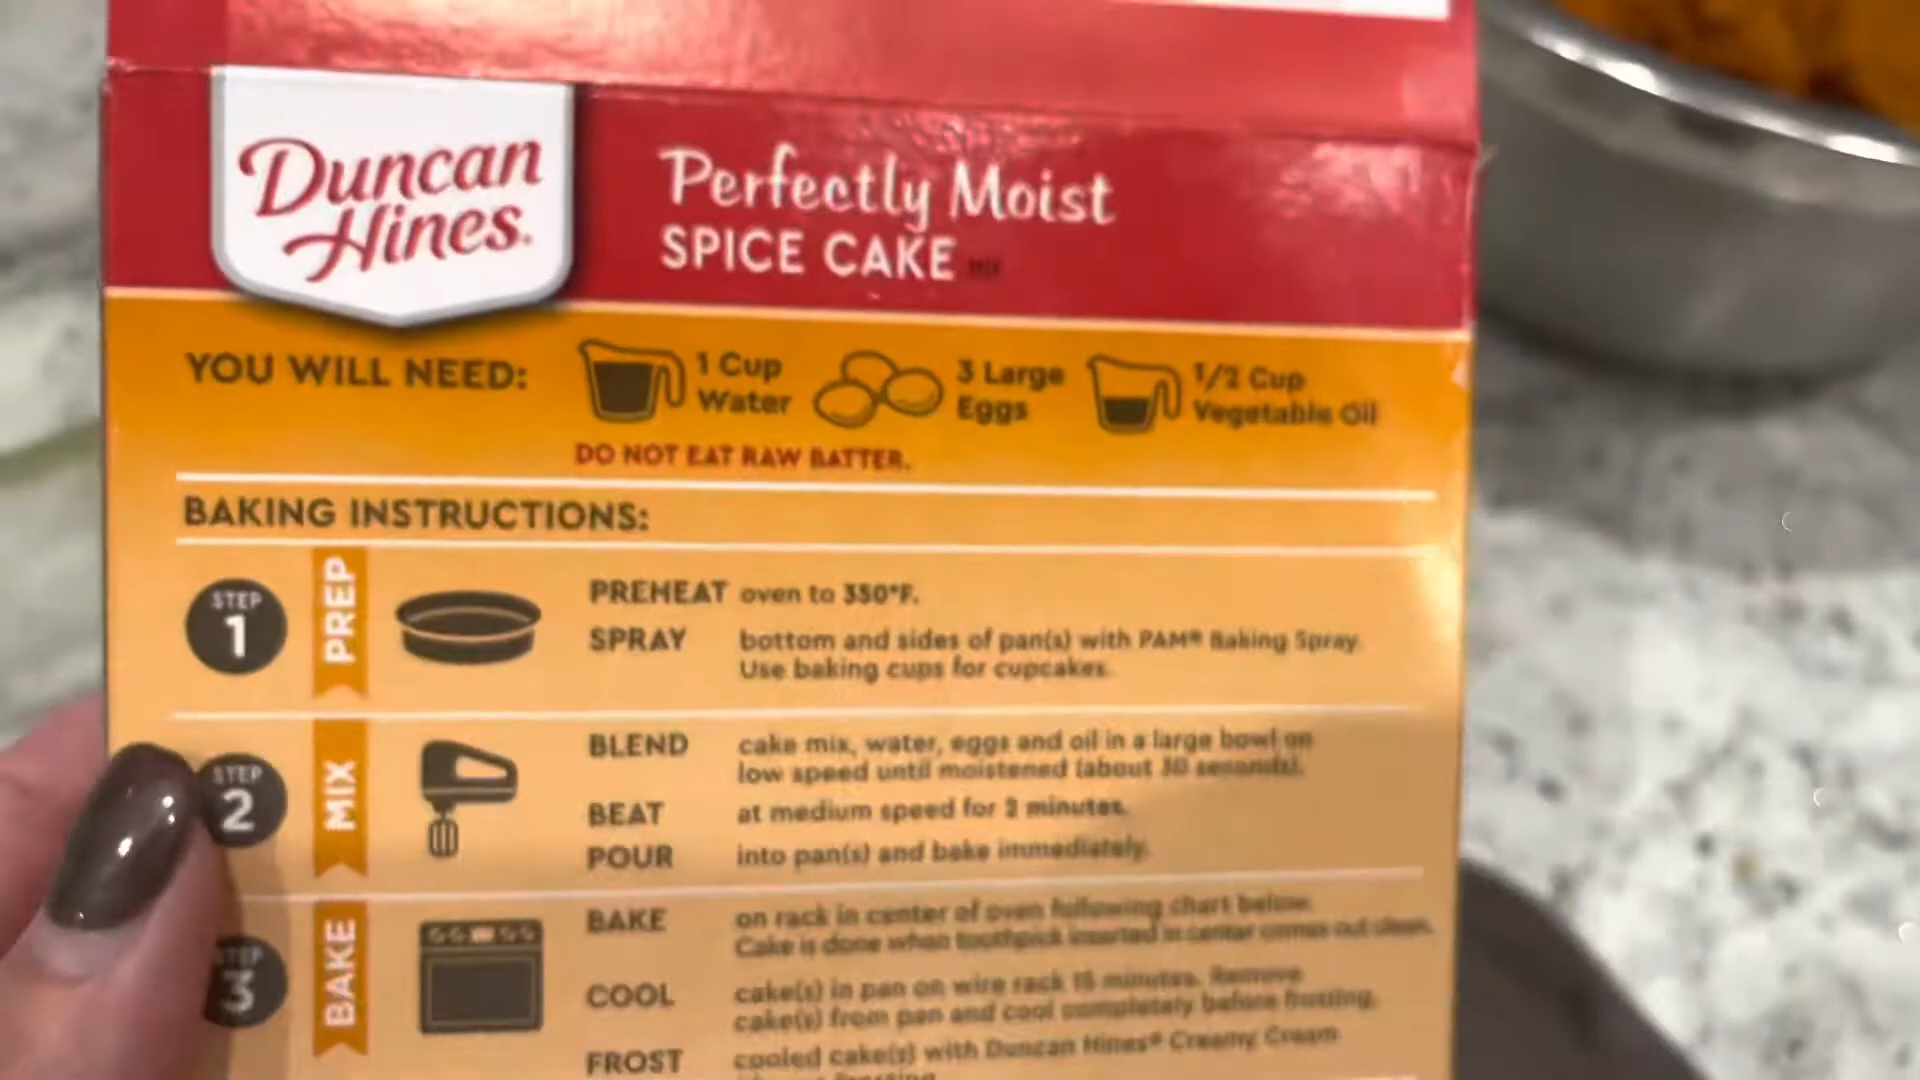 Duncan
Hines.
Perfectly Moist
SPICE CAKE
YOU WILL NEED:
1 Cup
Water
3 Large
Eggs
1/2 Cup
Vegetable Oil
DO NOT EAT RAW BATTER.
BAKING INSTRUCTIONS:
STEP
1
PREP
PREHEAT oven to 350°F.
SPRAY bottom and sides of pan(s) with PAM® Baking Spray.
Use baking cups for cupcakes.
STEP
2
MIX
BLEND cake mix, water, eggs and oil in a large bowl on
low speed until moistened (about 30 seconds).
BEAT at medium speed for 2 minutes.
POUR into pan(s) and bake immediately.
STEP
3
BAKE
BAKE on rack in center of oven following chart below.
Cake is done when toothpick inserted in center comes out clean.
COOL cake(s) in pan on wire rack 15 minutes. Remove
cake(s) from pan and cool completely before frosting.
FROST cooled cake(s) with Duncan Hines® Creamy Cream